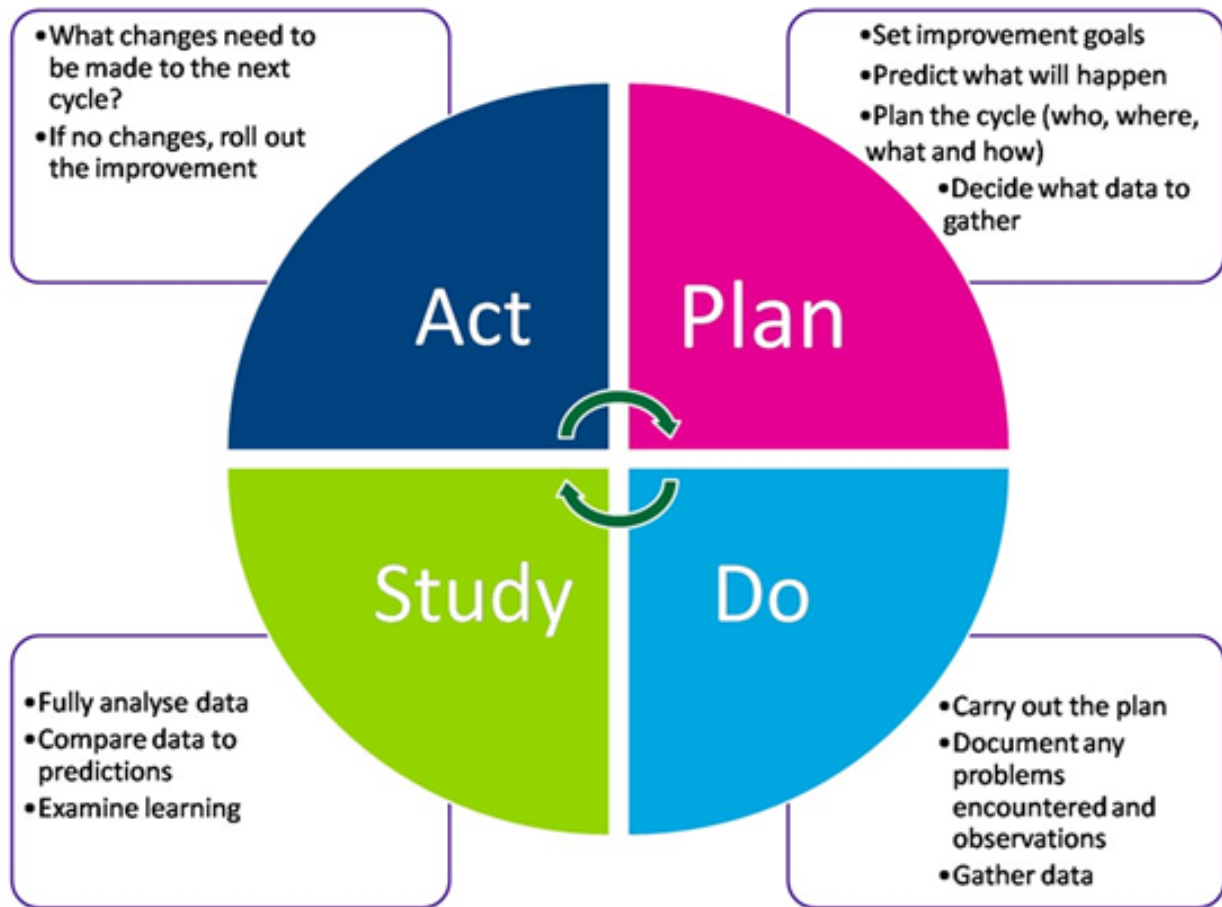 •What changes need to
be made to the next
cycle?
•If no changes, roll out
the improvement
•Set improvement goals
•Predict what will happen
•Plan the cycle (who, where,
what and how)
•Decide what data to
gather
Act
Plan
Study
Do
•Fully analyse data
•Compare data to
predictions
•Examine learning
•Carry out the plan
•Document any
problems
encountered and
observations
•Gather data